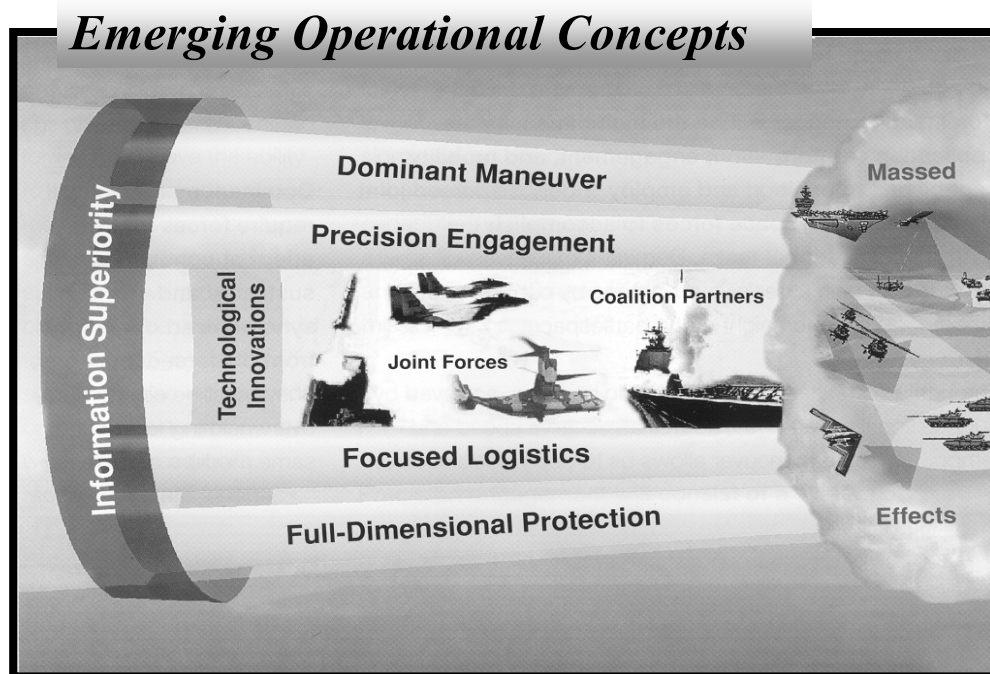 Emerging Operational Concepts
Information Superiority
Dominant Maneuver
Precision Engagement
Technological
Innovations
Joint Forces
Coalition Partners
Focused Logistics
Full-Dimensional Protection
Massed
Effects